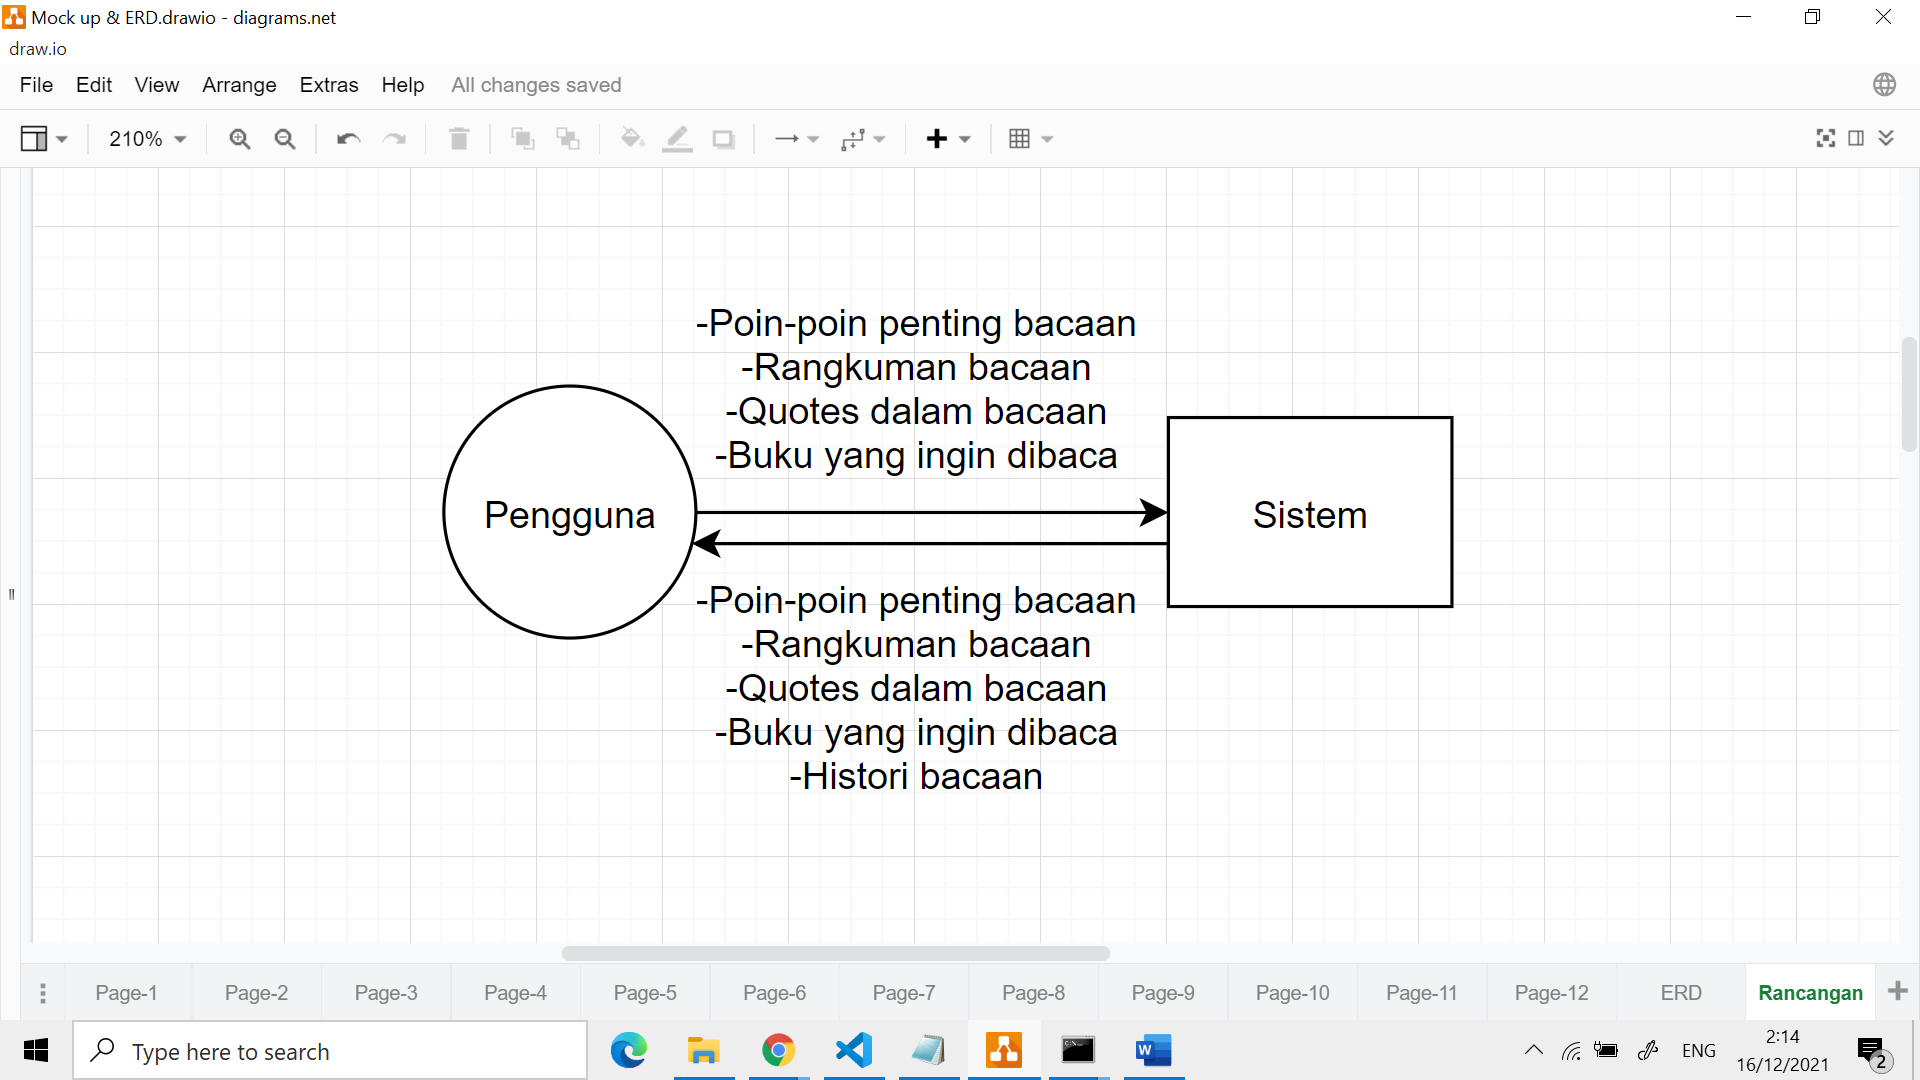 Mock up & ERD.drawio - diagrams.net
draw.io
File Edit View Arrange Extras Help All changes saved
210%
-Poin-poin penting bacaan
-Rangkuman bacaan
-Quotes dalam bacaan
-Buku yang ingin dibaca
Pengguna
Sistem
-Poin-poin penting bacaan
-Rangkuman bacaan
-Quotes dalam bacaan
-Buku yang ingin dibaca
-Histori bacaan
Page-1 Page-2 Page-3 Page-4 Page-5 Page-6 Page-7 Page-8 Page-9 Page-10 Page-11 Page-12 ERD Rancangan
Type here to search
ENG
2:14
16/12/2021
2